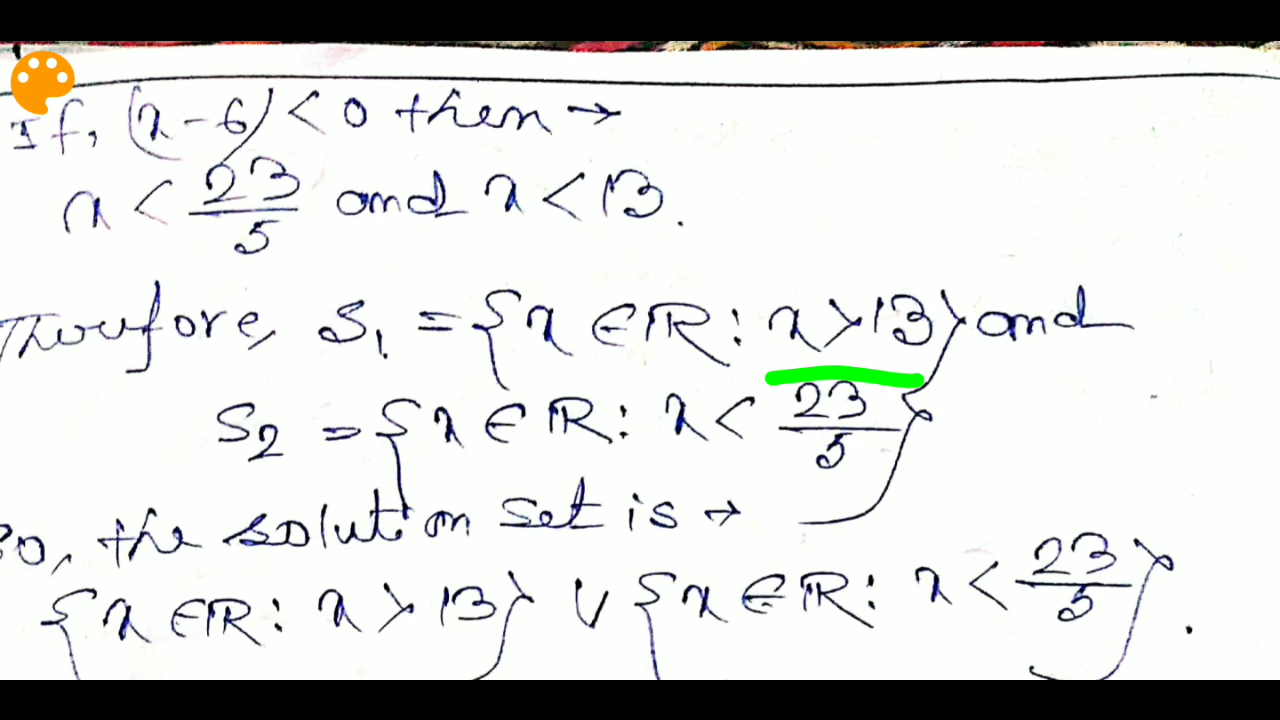 If, (x-6) < 0 then →
x < 23/5 and x < 13.
Therefore, S₁ = {x ∈ ℝ : x > 13} and
S₂ = {x ∈ ℝ : x < 23/5}
So, the solution set is →
{x ∈ ℝ : x > 13} ∪ {x ∈ ℝ : x < 23/5}.